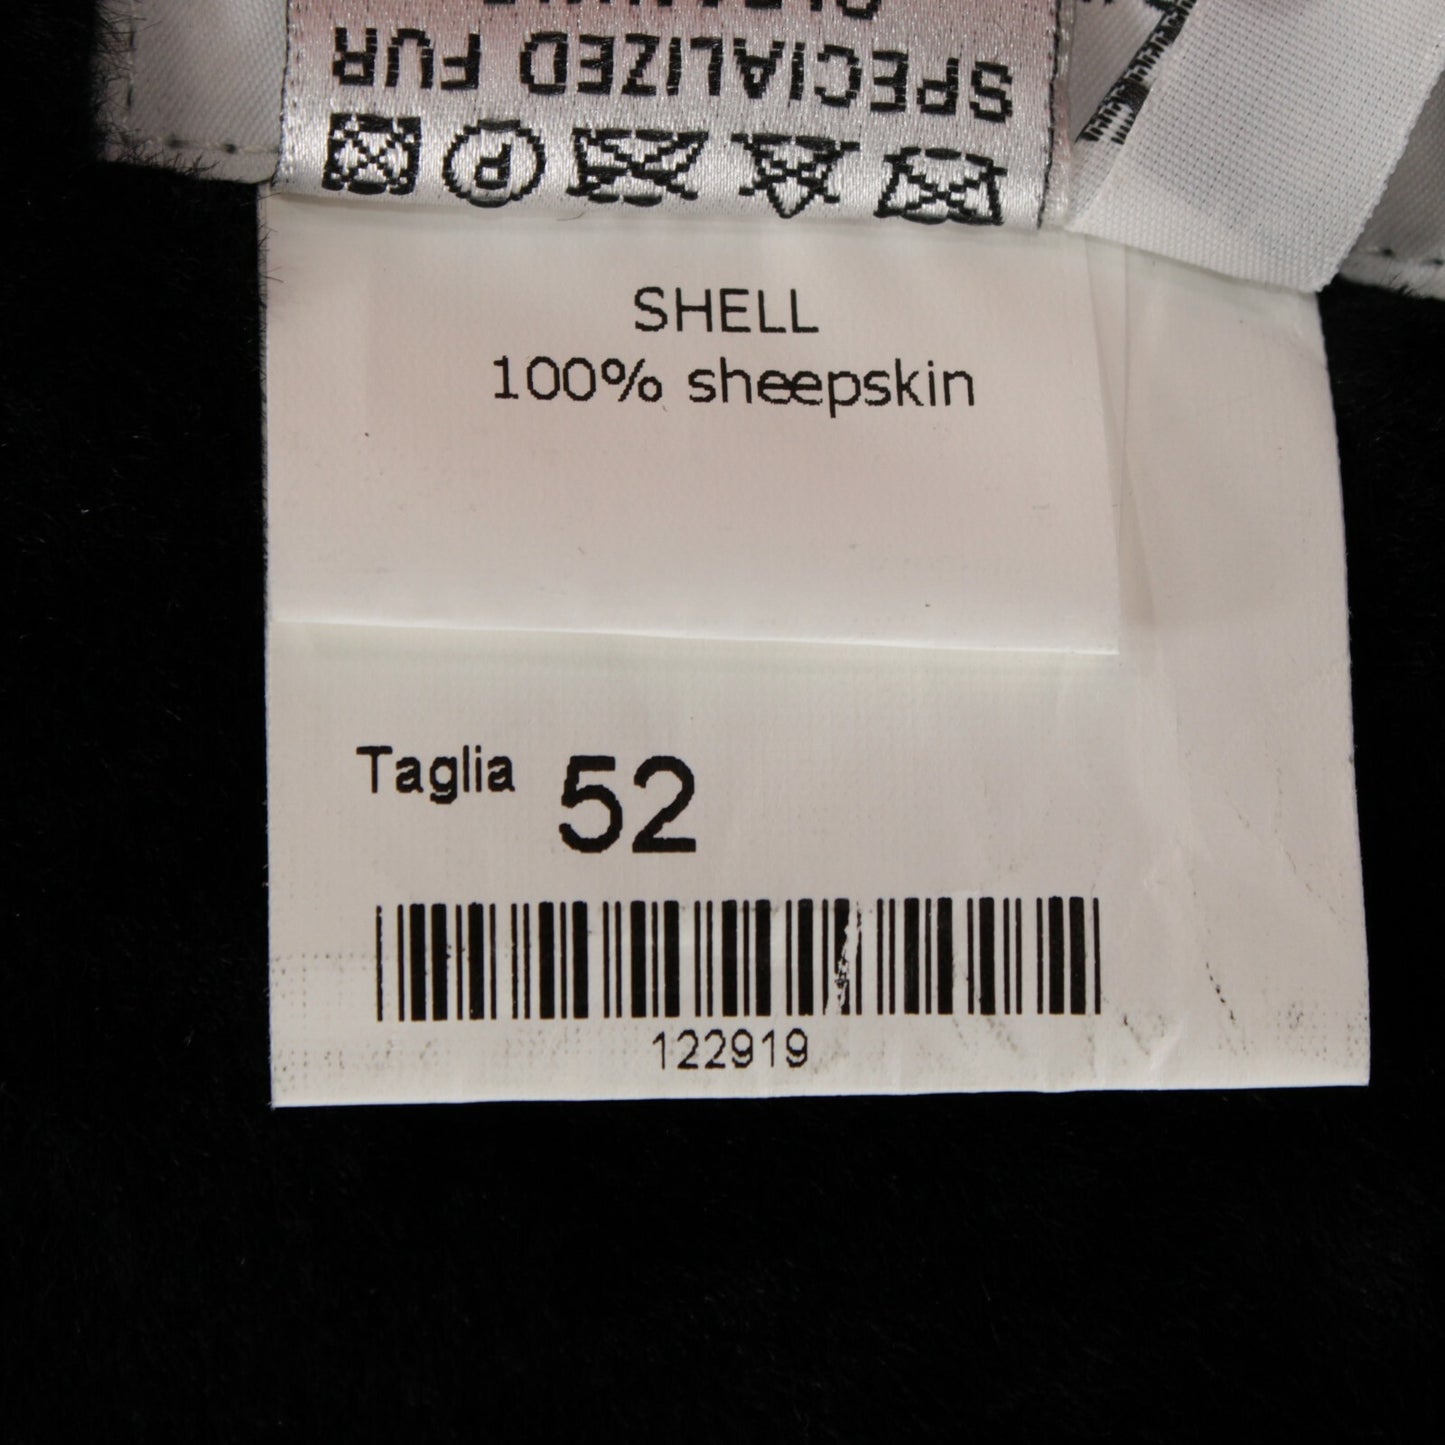 SPECIALIZED FUR
P
SHELL
100% sheepskin
Taglia 52
122919